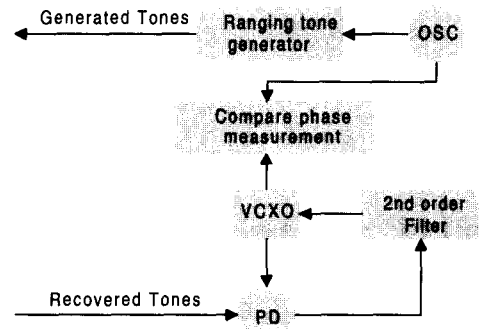 Generated Tones
Ranging tone
generator
OSC
Compare phase
measurement
VCXO
2nd order
Filter
Recovered Tones
PD